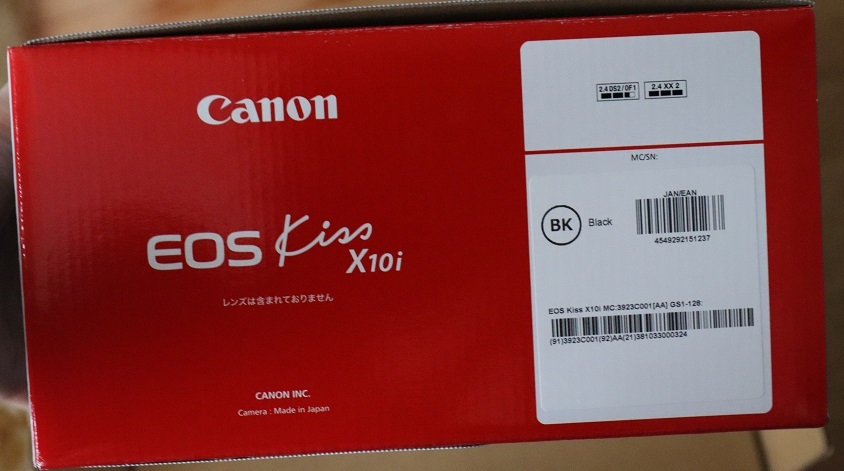 Canon
EOS Kiss
X10i
レンズは含まれておりません
CANON INC.
Camera : Made in Japan
2.4 DS2/OF1
2.4 XX 2
MC/SN:
BK Black
JAN/EAN
4549292151237
EOS Kiss X10i MC:3923C001[AA] GS1-128:
(91)3923C001(92)AA(21)381033000324